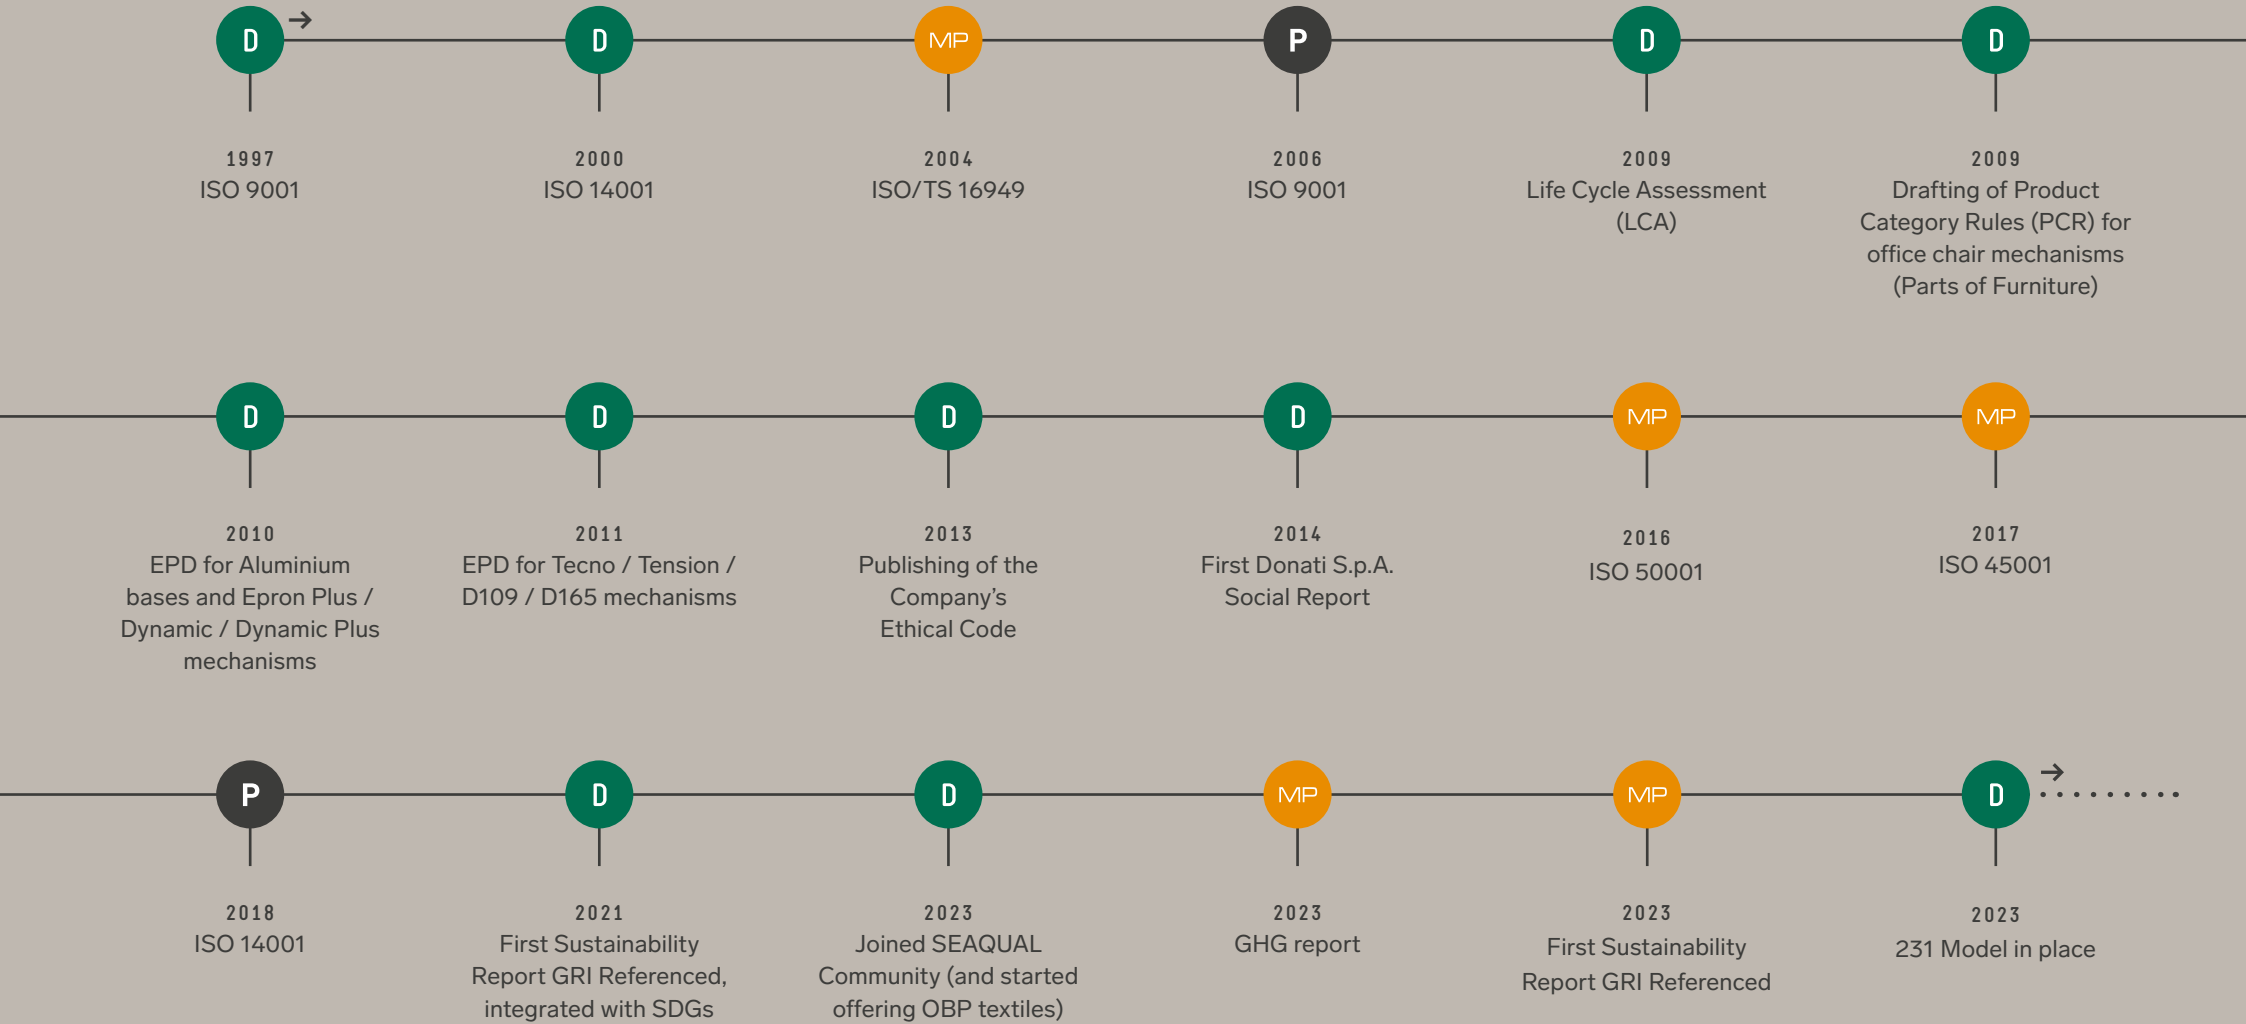 D
1997
ISO 9001
D
2000
ISO 14001
MP
2004
ISO/TS 16949
P
2006
ISO 9001
D
2009
Life Cycle Assessment
(LCA)
D
2009
Drafting of Product
Category Rules (PCR) for
office chair mechanisms
(Parts of Furniture)
D
2010
EPD for Aluminium
bases and Epron Plus /
Dynamic / Dynamic Plus
mechanisms
D
2011
EPD for Tecno / Tension /
D109 / D165 mechanisms
D
2013
Publishing of the
Company’s
Ethical Code
D
2014
First Donati S.p.A.
Social Report
MP
2016
ISO 50001
MP
2017
ISO 45001
P
2018
ISO 14001
D
2021
First Sustainability
Report GRI Referenced,
integrated with SDGs
D
2023
Joined SEAQUAL
Community (and started
offering OBP textiles)
MP
2023
GHG report
MP
2023
First Sustainability
Report GRI Referenced
D
2023
231 Model in place